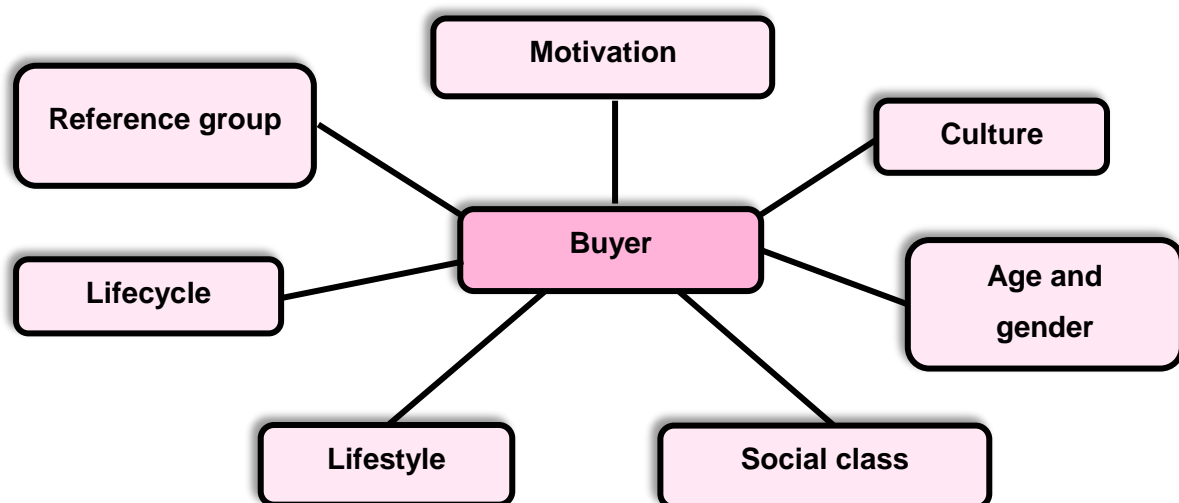 Motivation
Reference group
Culture
Buyer
Lifecycle
Age and
gender
Lifestyle
Social class